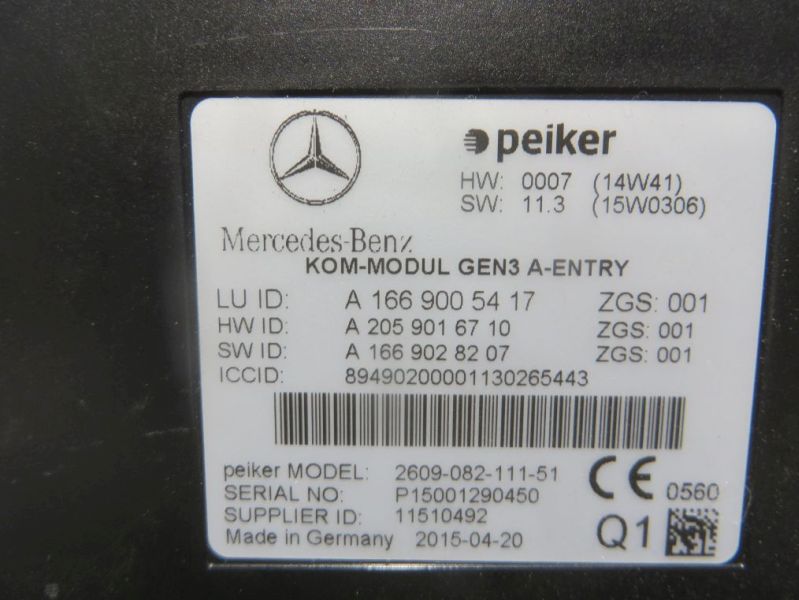 peiker
HW: 0007 (14W41)
SW: 11.3 (15W0306)
Mercedes-Benz
KOM-MODUL GEN3 A-ENTRY
LU ID: A 166 900 54 17 ZGS: 001
HW ID: A 205 901 67 10 ZGS: 001
SW ID: A 166 902 82 07 ZGS: 001
ICCID: 89490200001130265443
peiker MODEL: 2609-082-111-51
SERIAL NO: P15001290450
SUPPLIER ID: 11510492
Made in Germany 2015-04-20
CE 0560
Q1